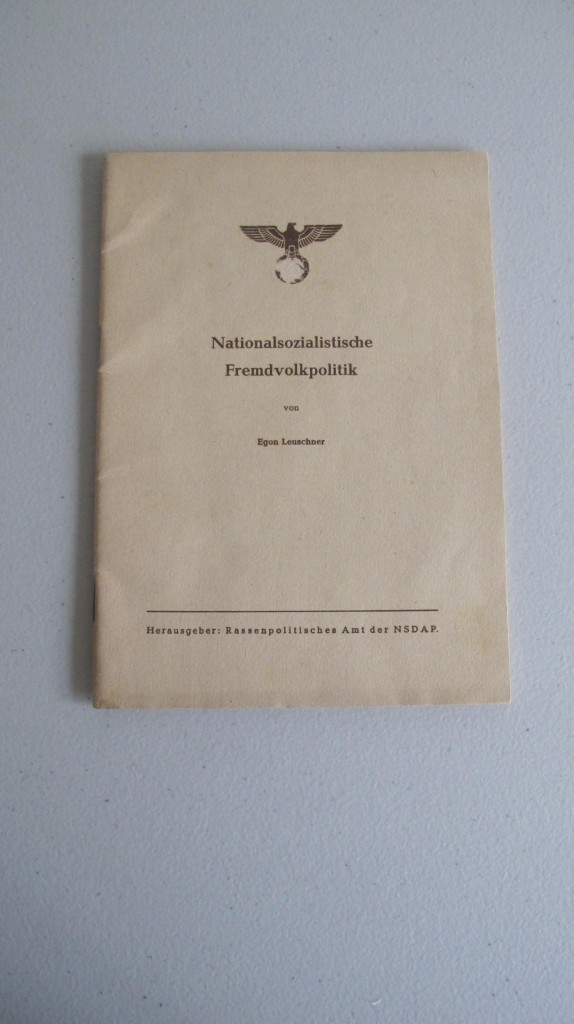 Nationalsozialistische
Fremdvolkpolitik
von
Egon Leuschner
Herausgeber: Rassenpolitisches Amt der NSDAP.